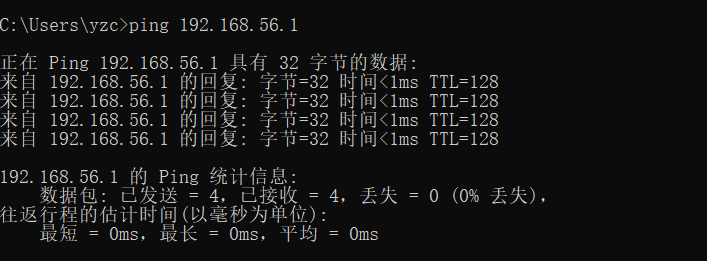 C:\Users\yzc>ping 192.168.56.1
正在 Ping 192.168.56.1 具有 32 字节的数据:
来自 192.168.56.1 的回复: 字节=32 时间<1ms TTL=128
来自 192.168.56.1 的回复: 字节=32 时间<1ms TTL=128
来自 192.168.56.1 的回复: 字节=32 时间<1ms TTL=128
来自 192.168.56.1 的回复: 字节=32 时间<1ms TTL=128
192.168.56.1 的 Ping 统计信息:
数据包: 已发送 = 4，已接收 = 4，丢失 = 0 (0% 丢失)，
往返行程的估计时间(以毫秒为单位):
最短 = 0ms，最长 = 0ms，平均 = 0ms